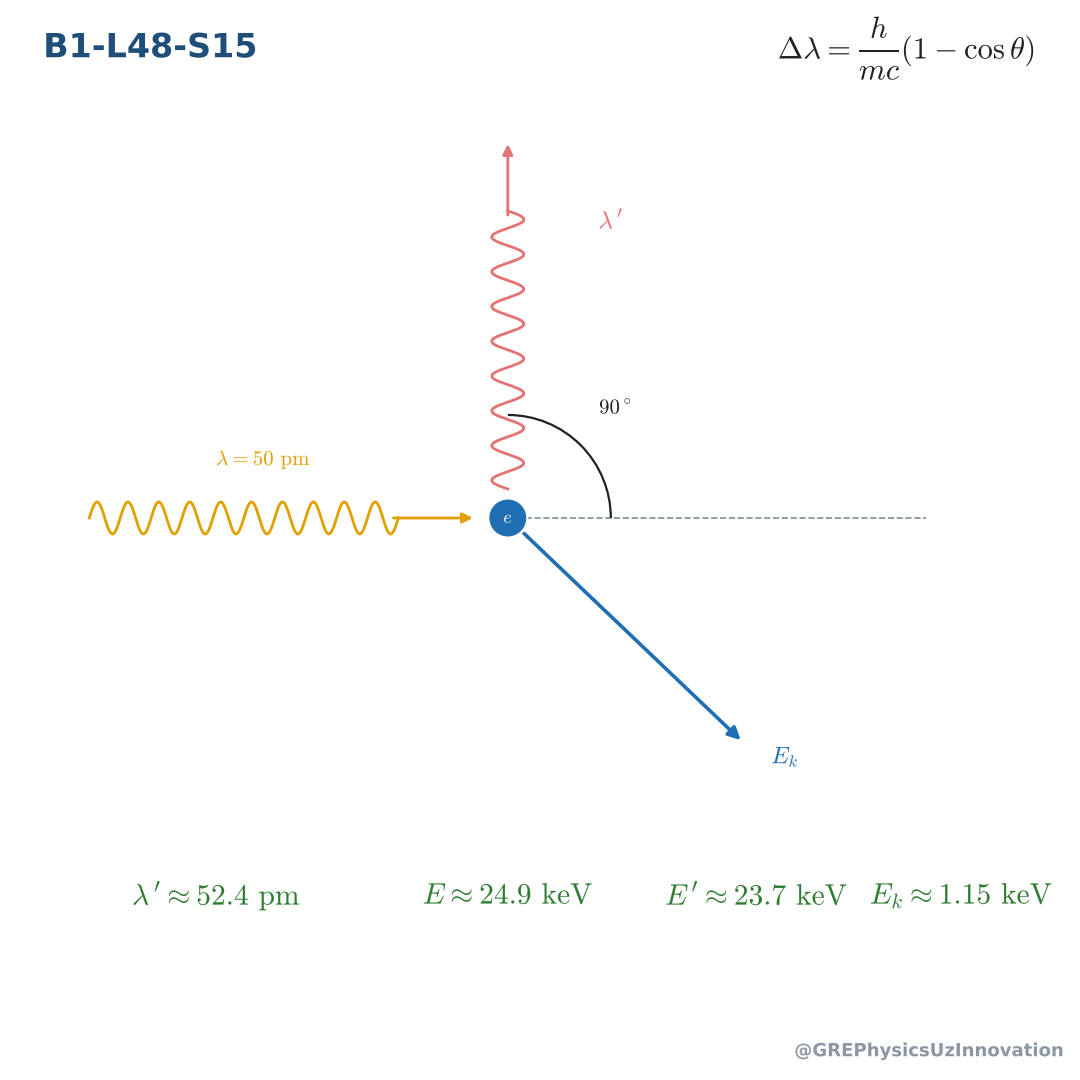 B1-L48-S15
Δλ = h/mc (1 − cos θ)
λ′
90°
λ = 50 pm
e
E_k
λ′ ≈ 52.4 pm
E ≈ 24.9 keV
E′ ≈ 23.7 keV
E_k ≈ 1.15 keV
@GREPhysicsUzInnovation